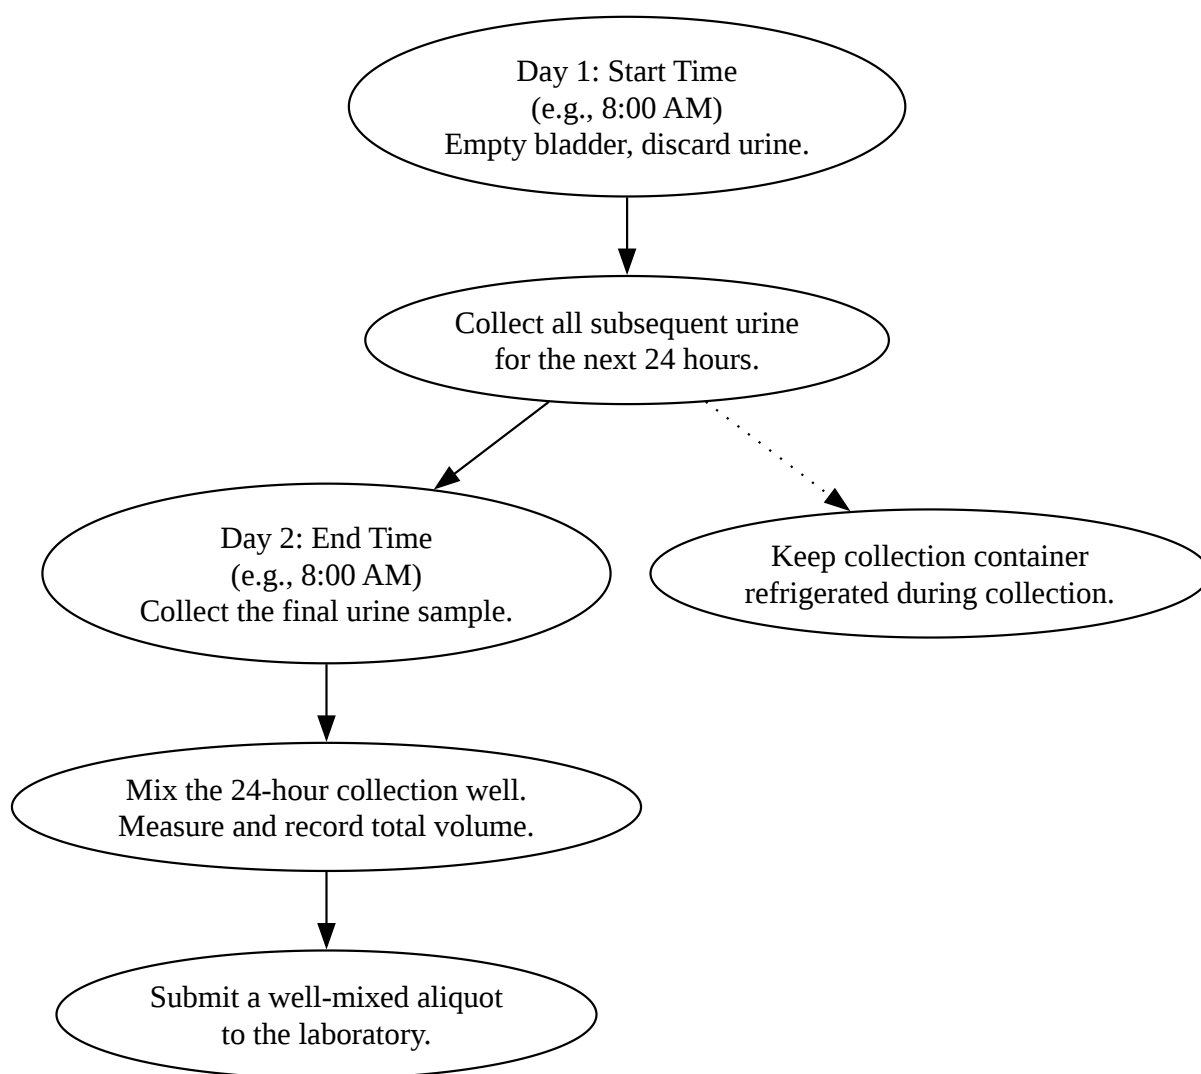 Day 1: Start Time
(e.g., 8:00 AM)
Empty bladder, discard urine.
Collect all subsequent urine
for the next 24 hours.
Day 2: End Time
(e.g., 8:00 AM)
Collect the final urine sample.
Keep collection container
refrigerated during collection.
Mix the 24-hour collection well.
Measure and record total volume.
Submit a well-mixed aliquot
to the laboratory.